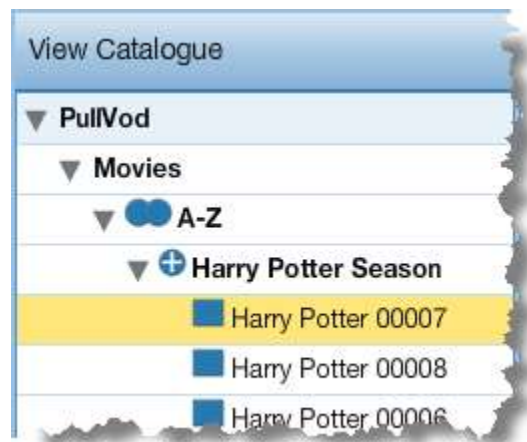 View Catalogue
PullVod
Movies
A-Z
Harry Potter Season
Harry Potter 00007
Harry Potter 00008
Harry Potter 00006